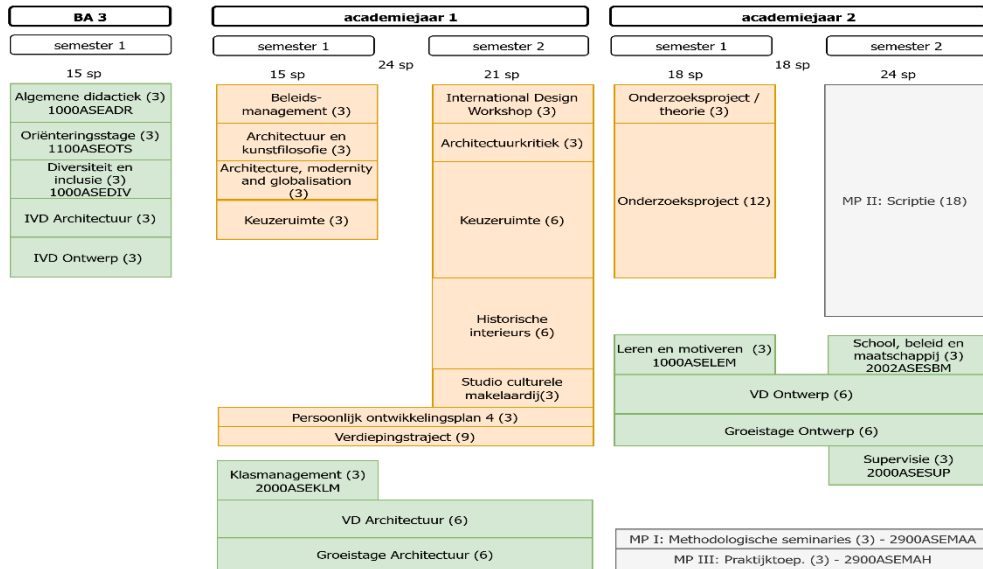 BA 3
semester 1
15 sp
Algemene didactiek (3)
1000ASEADR
Oriënteringsstage (3)
1100ASEOTS
Diversiteit en
inclusie (3)
1000ASEDIV
IVD Architectuur (3)
IVD Ontwerp (3)
academiejaar 1
semester 1
semester 2
24 sp
15 sp
21 sp
Beleids-
management (3)
Architectuur en
kunstfilosofie (3)
Architecture, modernity
and globalisation
(3)
Keuzeruimte (3)
International Design
Workshop (3)
Architectuurkritiek (3)
Keuzeruimte (6)
Historische
interieurs (6)
Studio culturele
makelaardij(3)
Persoonlijk ontwikkelingsplan 4 (3)
Verdiepingstraject (9)
Klasmanagement (3)
2000ASEKLM
VD Architectuur (6)
Groeistage Architectuur (6)
academiejaar 2
semester 1
semester 2
18 sp
18 sp
24 sp
Onderzoeksproject /
theorie (3)
Onderzoeksproject (12)
MP II: Scriptie (18)
Leren en motiveren (3)
1000ASELEM
School, beleid en
maatschappij (3)
2002ASESBM
VD Ontwerp (6)
Groeistage Ontwerp (6)
Supervisie (3)
2000ASESUP
MP I: Methodologische seminaries (3) - 2900ASEMAA
MP III: Praktijktoep. (3) - 2900ASEMAH